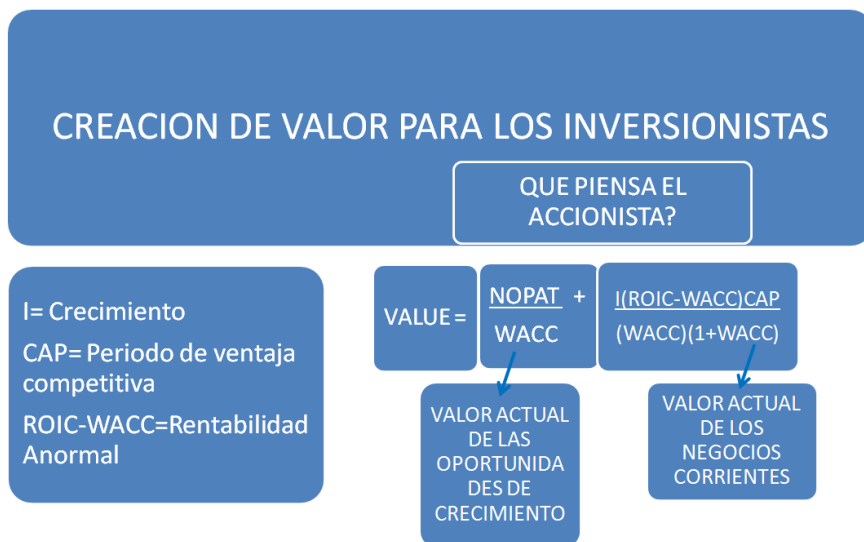 CREACION DE VALOR PARA LOS INVERSIONISTAS
QUE PIENSA EL
ACCIONISTA?
I= Crecimiento
CAP= Periodo de ventaja
competitiva
ROIC-WACC=Rentabilidad
Anormal
VALUE =
NOPAT +
WACC
I(ROIC-WACC)CAP
(WACC)(1+WACC)
VALOR ACTUAL
DE LAS
OPORTUNIDA
DES DE
CRECIMIENTO
VALOR ACTUAL
DE LOS
NEGOCIOS
CORRIENTES